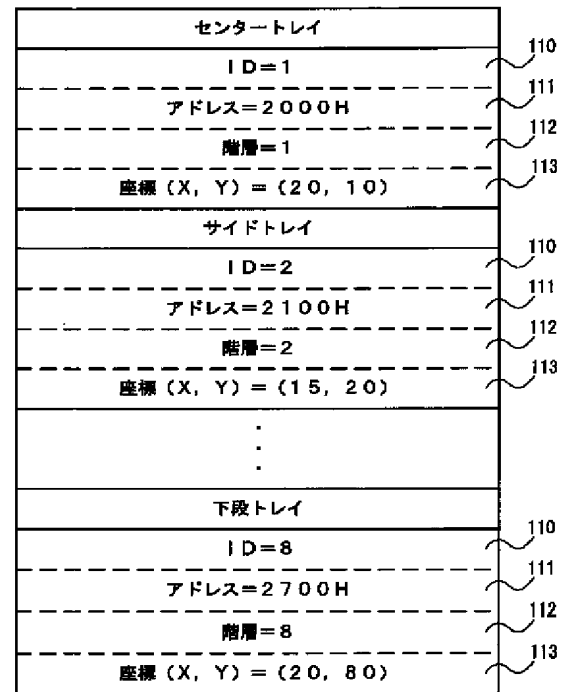 センタートレイ
ID=1 110
アドレス=2000H 111
階層=1 112
座標(X, Y)=(20, 10) 113
サイドトレイ
ID=2 110
アドレス=2100H 111
階層=2 112
座標(X, Y)=(15, 20) 113
下段トレイ
ID=8 110
アドレス=2700H 111
階層=8 112
座標(X, Y)=(20, 80) 113